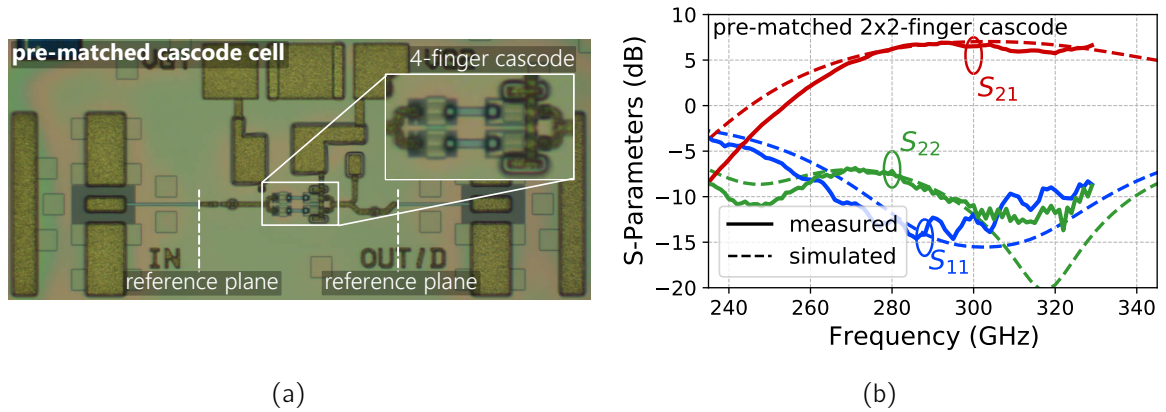 pre-matched cascode cell
4-finger cascode
IN
OUT/D
reference plane
reference plane
(a)
pre-matched 2x2-finger cascode
S21
S22
S11
measured
simulated
S-Parameters (dB)
10
5
0
−5
−10
−15
−20
240
260
280
300
320
340
Frequency (GHz)
(b)